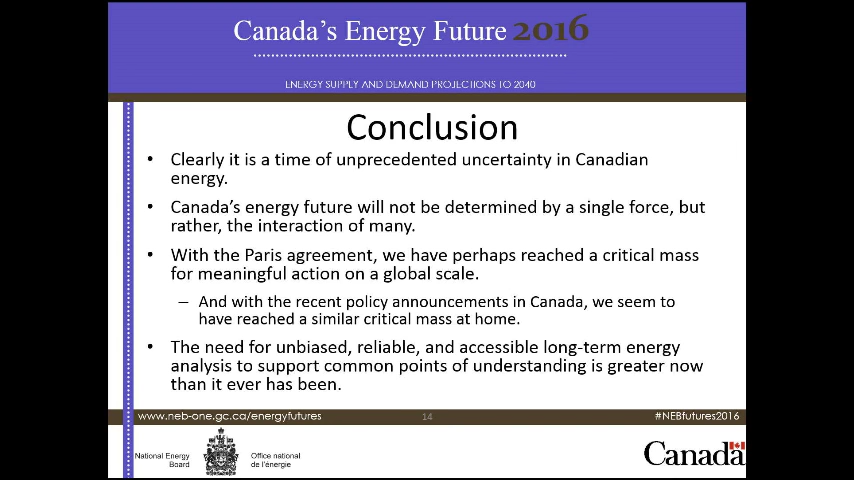 Canada's Energy Future 2016
ENERGY SUPPLY AND DEMAND PROJECTIONS TO 2040
Conclusion
• Clearly it is a time of unprecedented uncertainty in Canadian
energy.
• Canada's energy future will not be determined by a single force, but
rather, the interaction of many.
• With the Paris agreement, we have perhaps reached a critical mass
for meaningful action on a global scale.
– And with the recent policy announcements in Canada, we seem to
have reached a similar critical mass at home.
• The need for unbiased, reliable, and accessible long-term energy
analysis to support common points of understanding is greater now
than it ever has been.
www.neb-one.gc.ca/energyfutures 14 #NEBfutures2016
National Energy
Board
Office national
de l'énergie
Canada